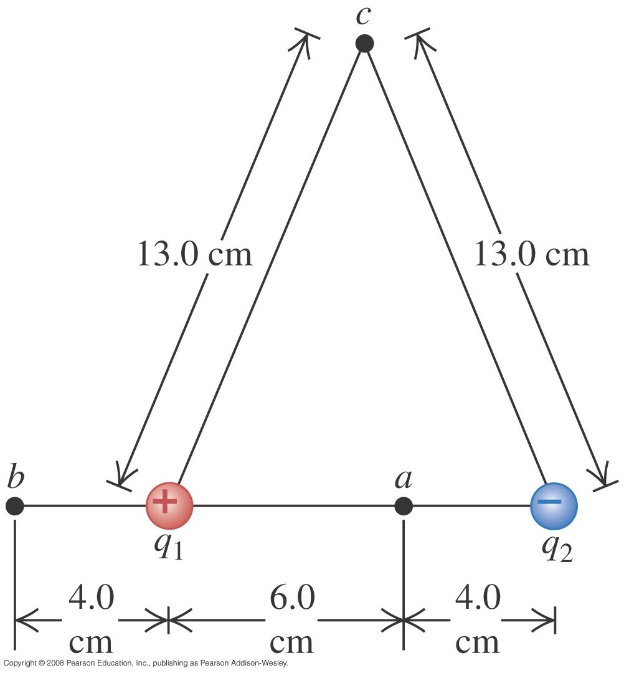 c
13.0 cm
13.0 cm
b
a
+
−
q1
q2
4.0
cm
6.0
cm
4.0
cm
Copyright © 2008 Pearson Education, Inc., publishing as Pearson Addison-Wesley.